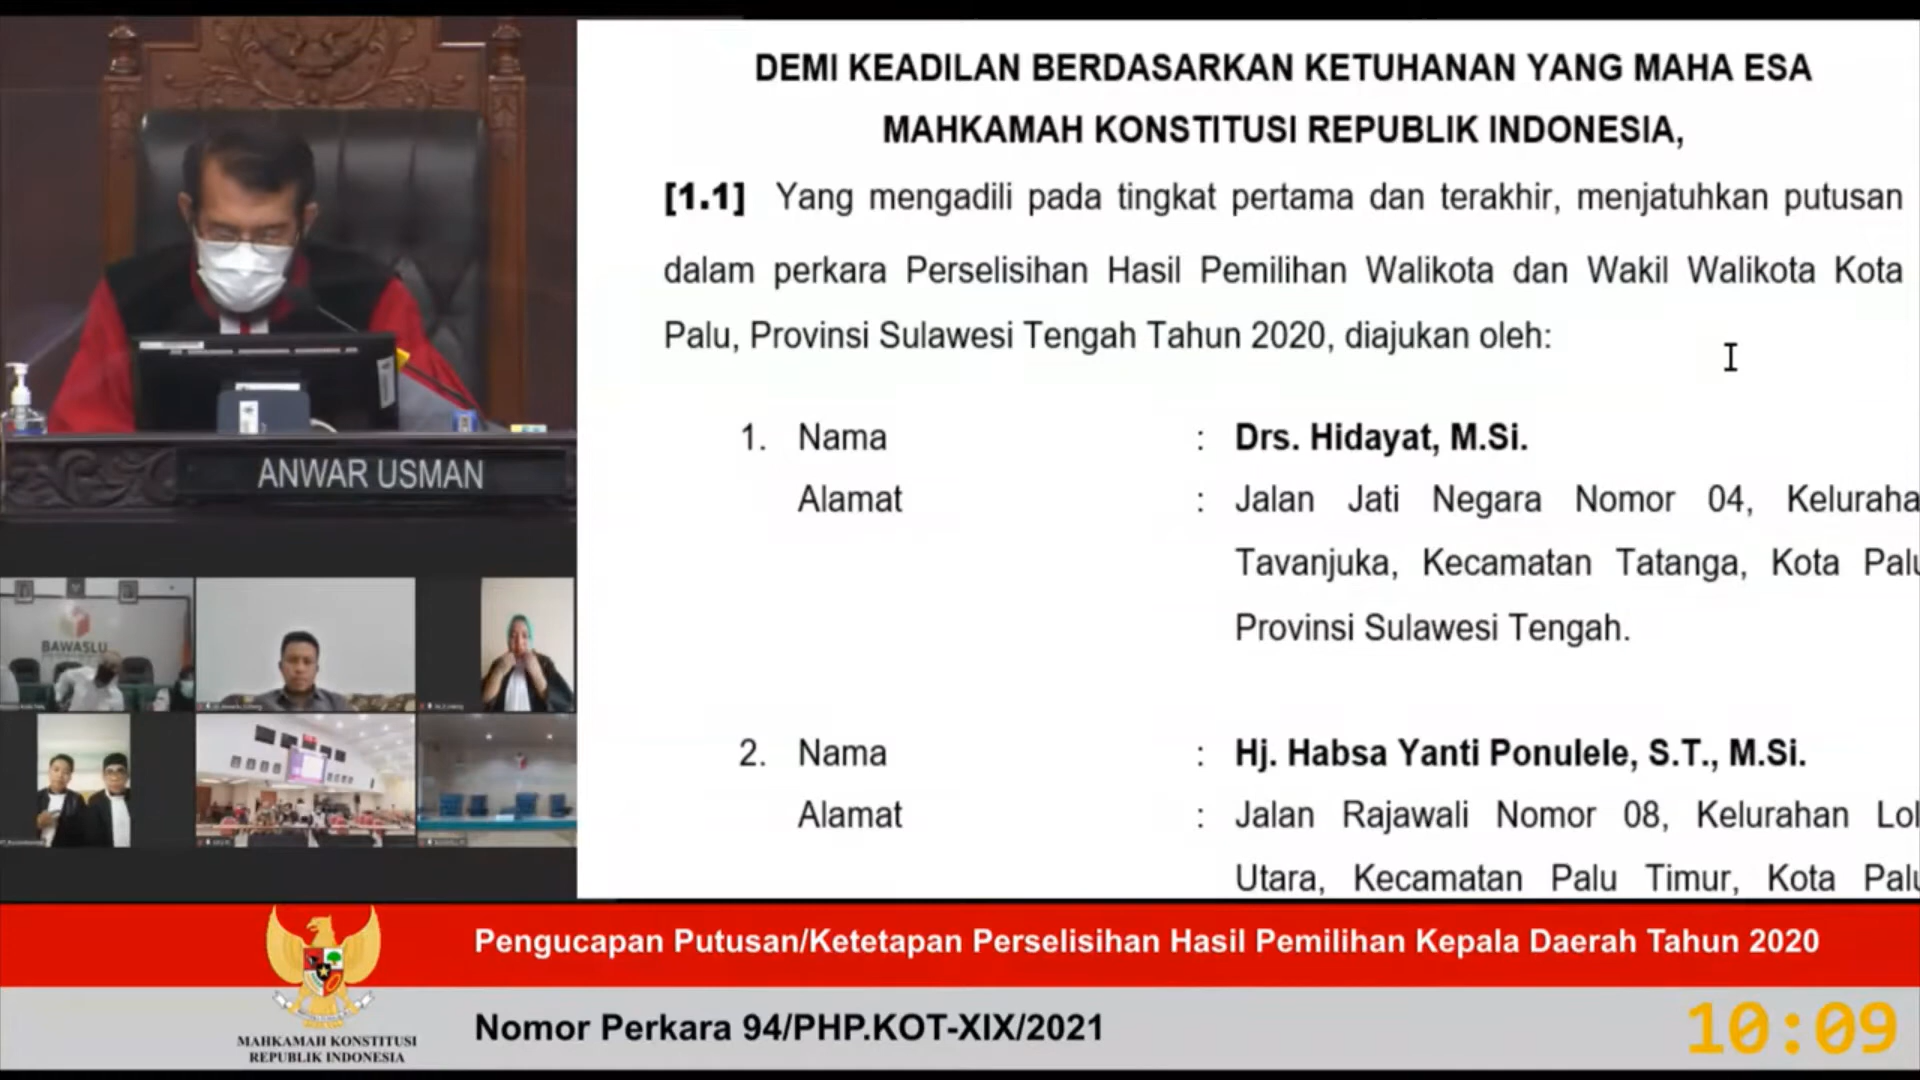 DEMI KEADILAN BERDASARKAN KETUHANAN YANG MAHA ESA
MAHKAMAH KONSTITUSI REPUBLIK INDONESIA,
[1.1] Yang mengadili pada tingkat pertama dan terakhir, menjatuhkan putusan
dalam perkara Perselisihan Hasil Pemilihan Walikota dan Wakil Walikota Kota
Palu, Provinsi Sulawesi Tengah Tahun 2020, diajukan oleh:
1. Nama : Drs. Hidayat, M.Si.
Alamat : Jalan Jati Negara Nomor 04, Keluraha
Tavanjuka, Kecamatan Tatanga, Kota Palu
Provinsi Sulawesi Tengah.
2. Nama : Hj. Habsa Yanti Ponulele, S.T., M.Si.
Alamat : Jalan Rajawali Nomor 08, Kelurahan Lol
Utara, Kecamatan Palu Timur, Kota Palu
ANWAR USMAN
BAWASLU
Pengucapan Putusan/Ketetapan Perselisihan Hasil Pemilihan Kepala Daerah Tahun 2020
MAHKAMAH KONSTITUSI
REPUBLIK INDONESIA
Nomor Perkara 94/PHP.KOT-XIX/2021
10:09